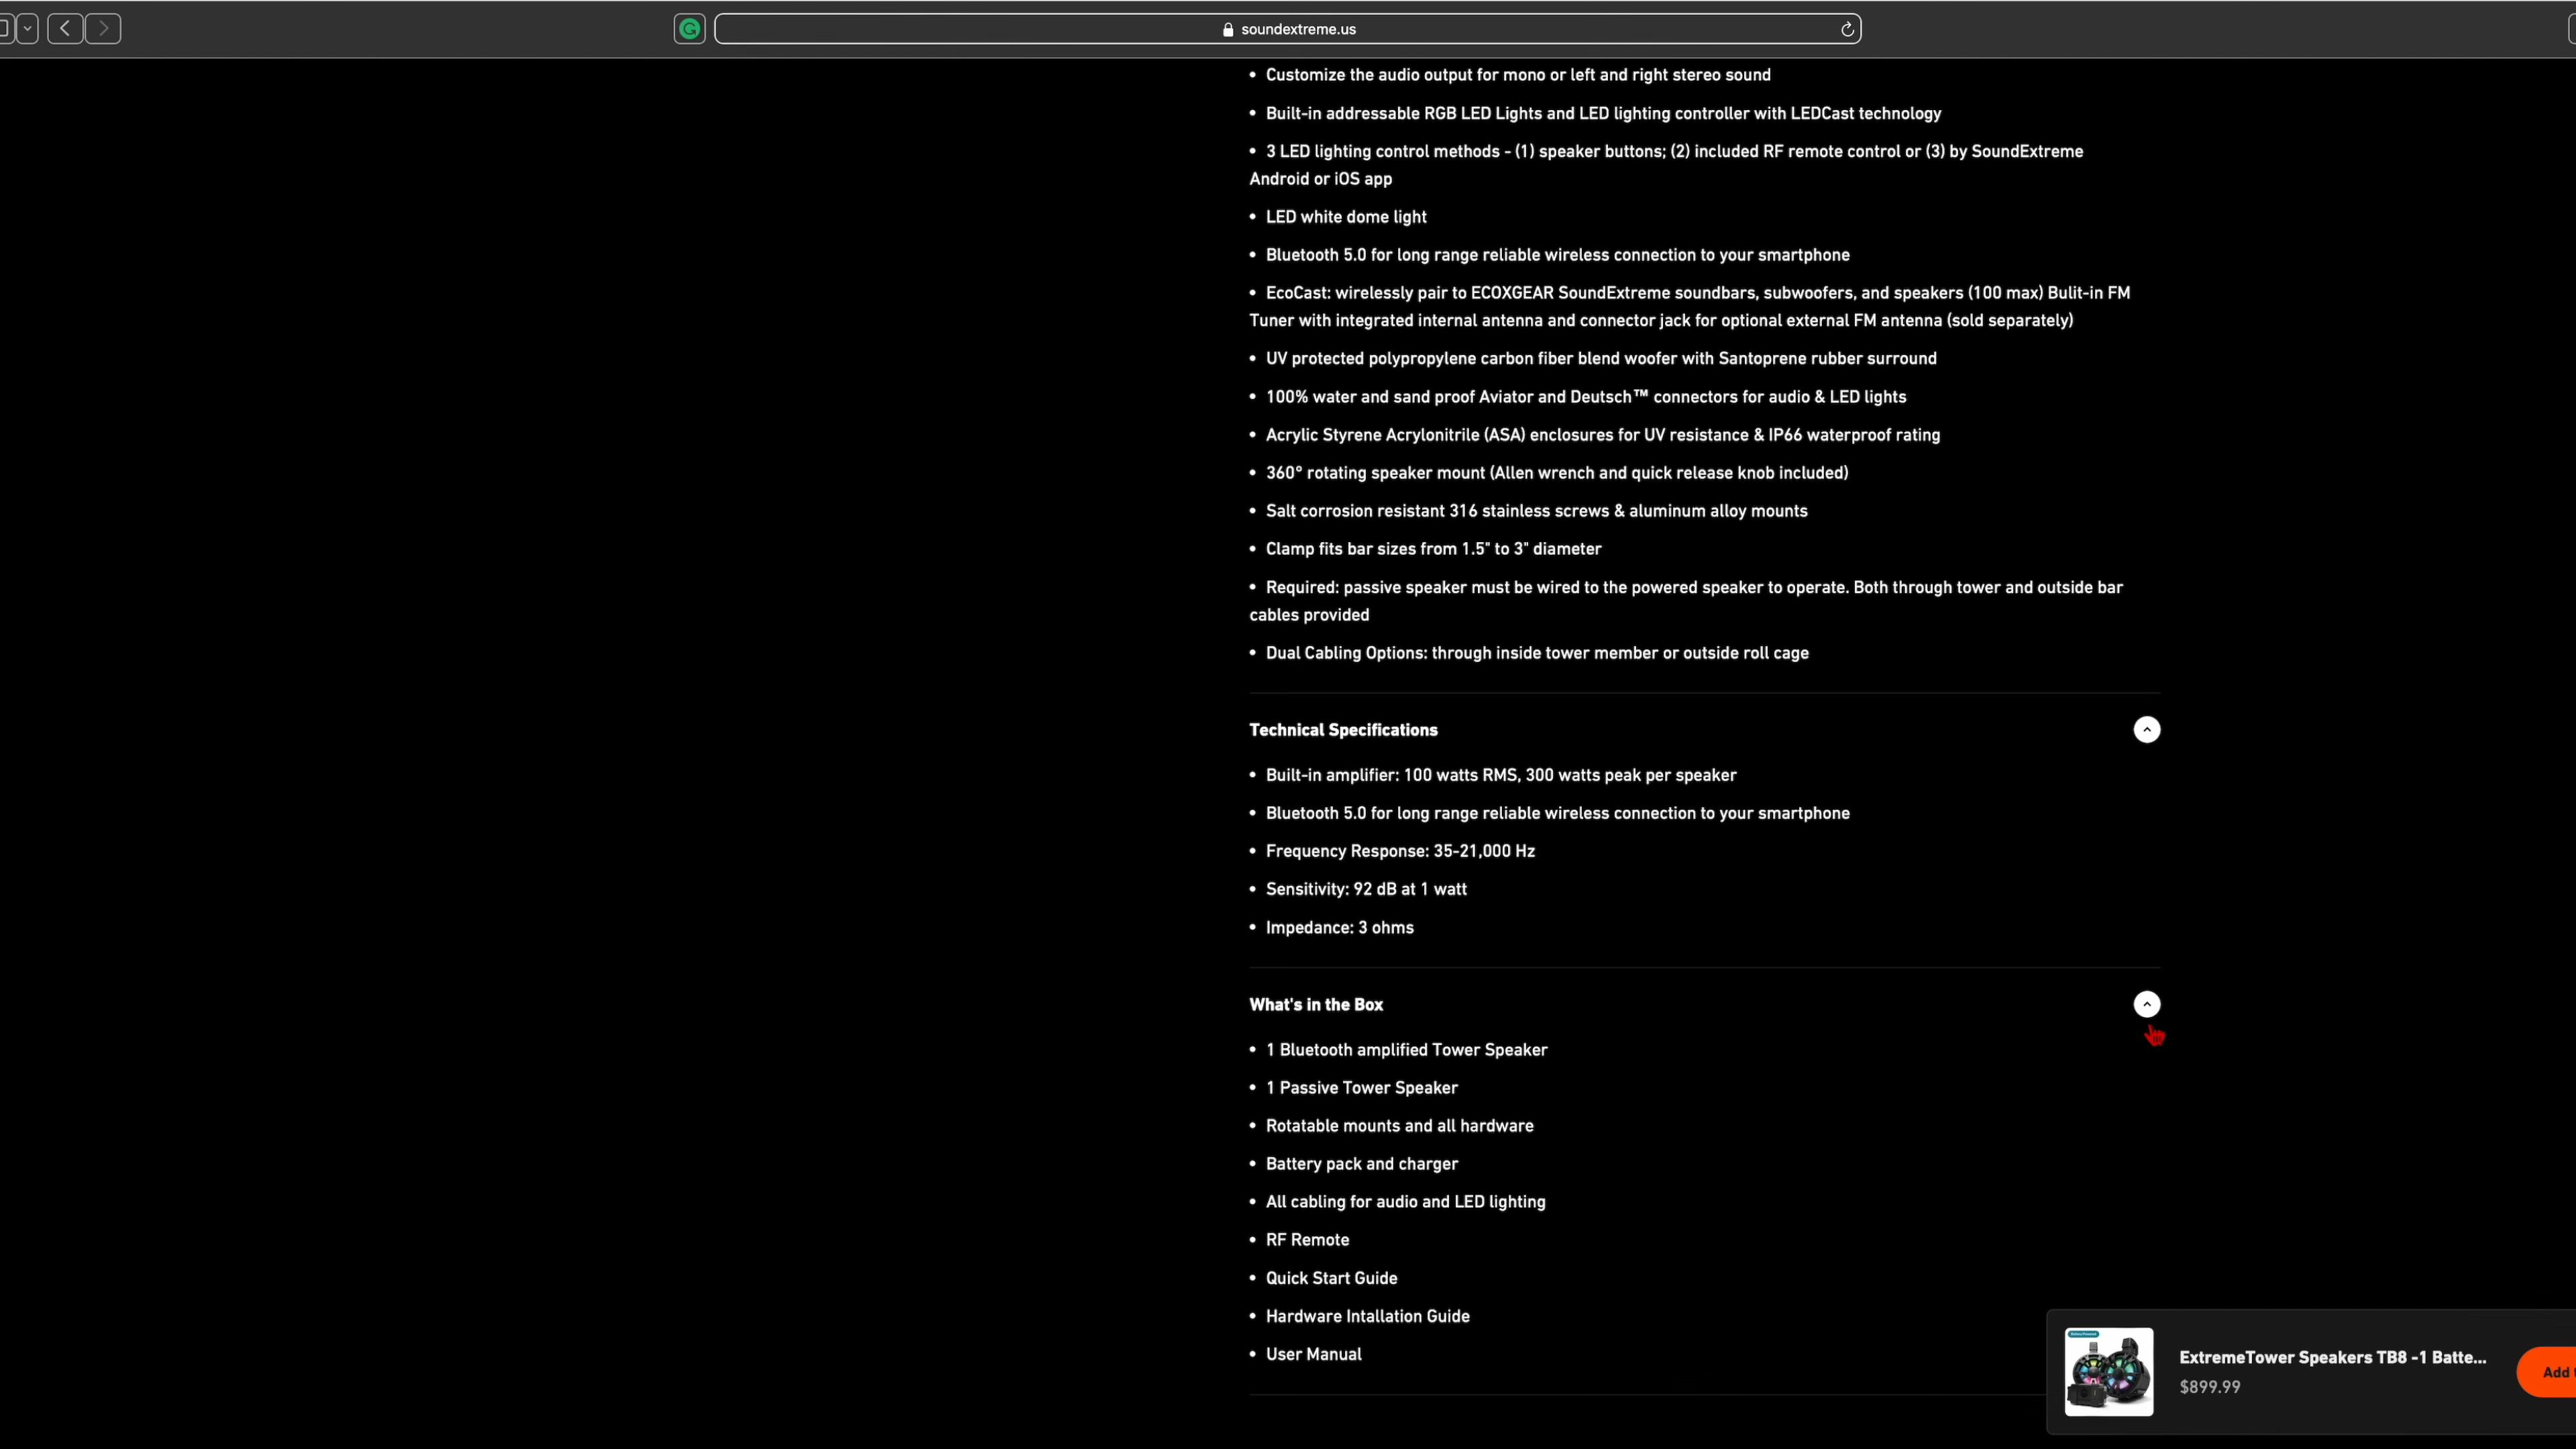 soundextreme.us
• Customize the audio output for mono or left and right stereo sound
• Built-in addressable RGB LED Lights and LED lighting controller with LEDCast technology
• 3 LED lighting control methods - (1) speaker buttons; (2) included RF remote control or (3) by SoundExtreme
Android or iOS app
• LED white dome light
• Bluetooth 5.0 for long range reliable wireless connection to your smartphone
• EcoCast: wirelessly pair to ECOXGEAR SoundExtreme soundbars, subwoofers, and speakers (100 max) Bulit-in FM
Tuner with integrated internal antenna and connector jack for optional external FM antenna (sold separately)
• UV protected polypropylene carbon fiber blend woofer with Santoprene rubber surround
• 100% water and sand proof Aviator and Deutsch™ connectors for audio & LED lights
• Acrylic Styrene Acrylonitrile (ASA) enclosures for UV resistance & IP66 waterproof rating
• 360° rotating speaker mount (Allen wrench and quick release knob included)
• Salt corrosion resistant 316 stainless screws & aluminum alloy mounts
• Clamp fits bar sizes from 1.5" to 3" diameter
• Required: passive speaker must be wired to the powered speaker to operate. Both through tower and outside bar
cables provided
• Dual Cabling Options: through inside tower member or outside roll cage
Technical Specifications
• Built-in amplifier: 100 watts RMS, 300 watts peak per speaker
• Bluetooth 5.0 for long range reliable wireless connection to your smartphone
• Frequency Response: 35-21,000 Hz
• Sensitivity: 92 dB at 1 watt
• Impedance: 3 ohms
What's in the Box
• 1 Bluetooth amplified Tower Speaker
• 1 Passive Tower Speaker
• Rotatable mounts and all hardware
• Battery pack and charger
• All cabling for audio and LED lighting
• RF Remote
• Quick Start Guide
• Hardware Intallation Guide
• User Manual
ExtremeTower Speakers TB8 -1 Batte...
$899.99
Add